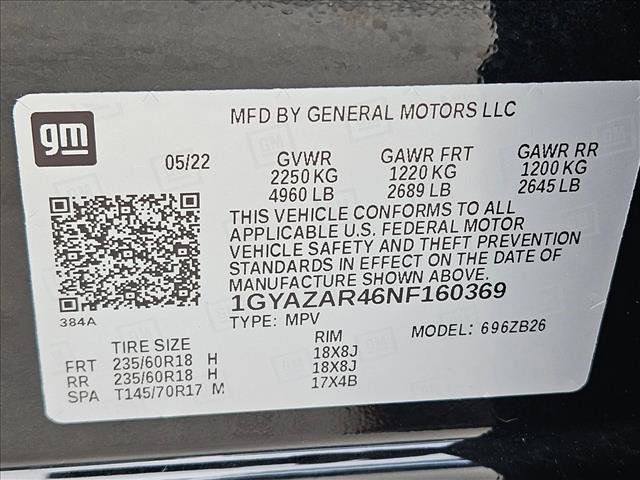 gm
MFD BY GENERAL MOTORS LLC
05/22 GVWR GAWR FRT GAWR RR
2250 KG 1220 KG 1200 KG
4960 LB 2689 LB 2645 LB
THIS VEHICLE CONFORMS TO ALL
APPLICABLE U.S. FEDERAL MOTOR
VEHICLE SAFETY AND THEFT PREVENTION
STANDARDS IN EFFECT ON THE DATE OF
MANUFACTURE SHOWN ABOVE.
384A 1GYAZAR46NF160369
TYPE: MPV MODEL: 696ZB26
TIRE SIZE RIM
FRT 235/60R18 H 18X8J
RR 235/60R18 H 18X8J
SPA T145/70R17 M 17X4B